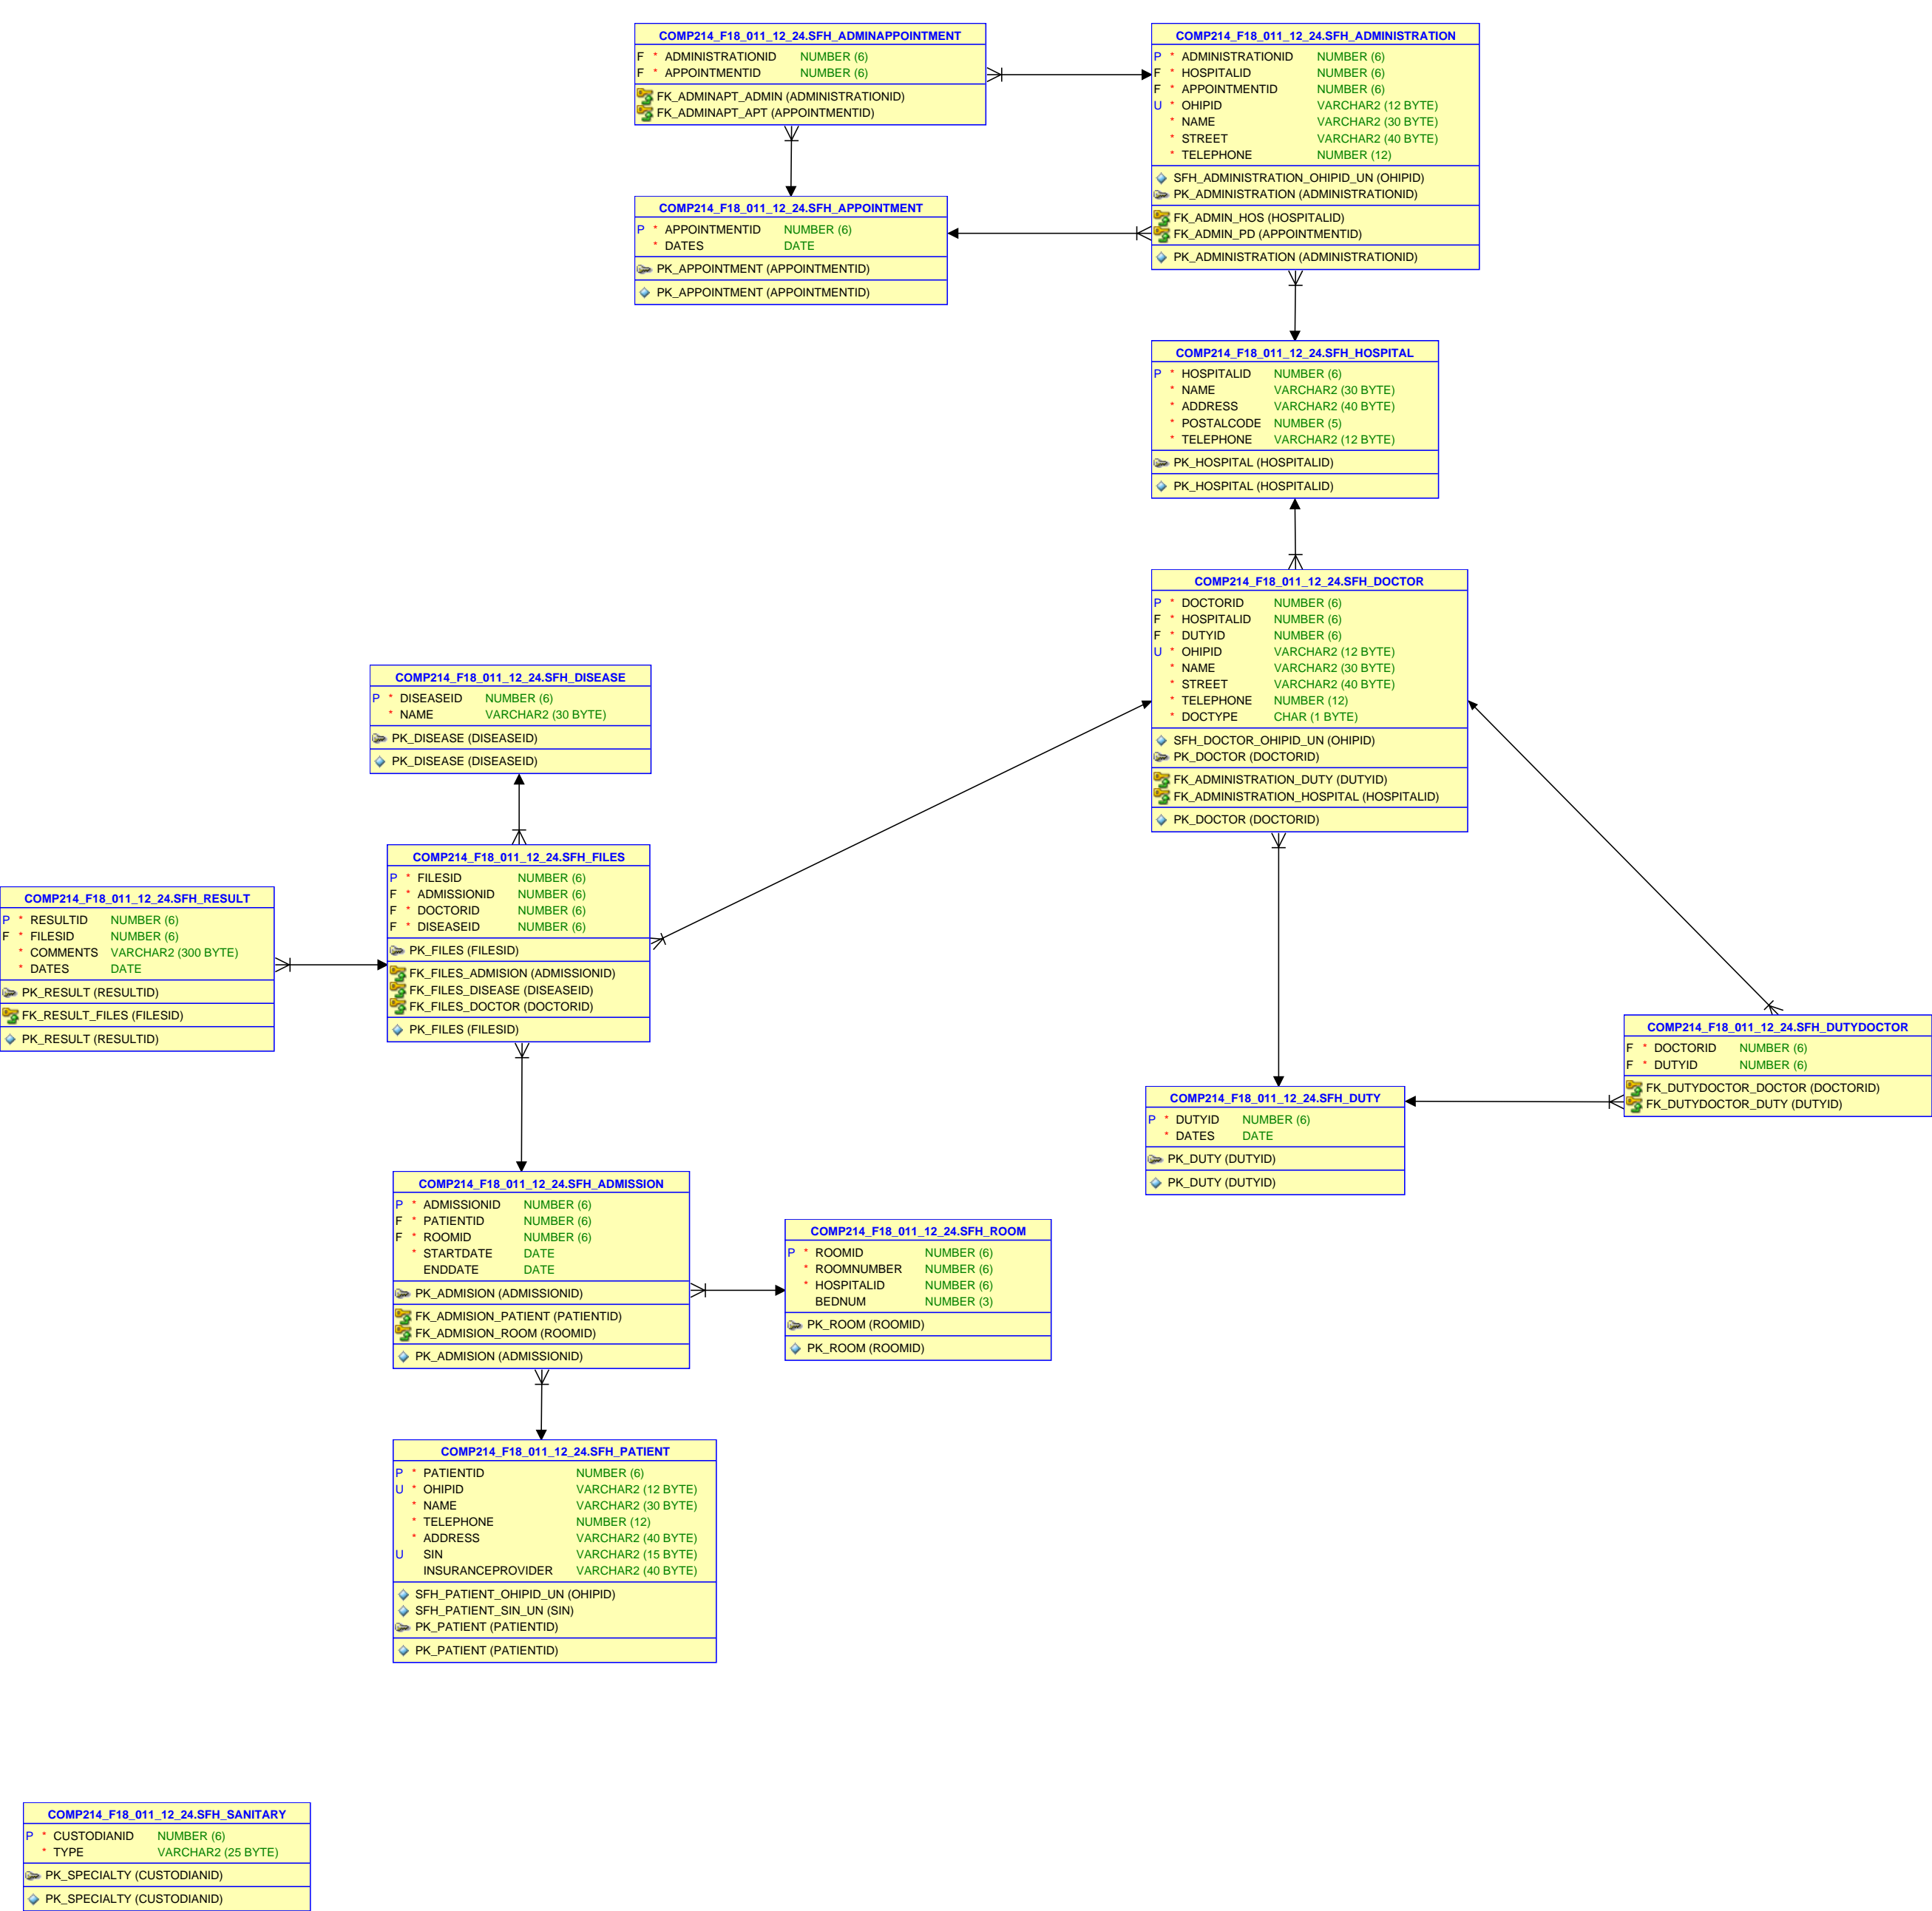 COMP214_F18_011_12_24.SFH_ADMINAPPOINTMENT
F * ADMINISTRATIONID NUMBER (6)
F * APPOINTMENTID NUMBER (6)
FK_ADMINAPT_ADMIN (ADMINISTRATIONID)
FK_ADMINAPT_APT (APPOINTMENTID)
COMP214_F18_011_12_24.SFH_ADMINISTRATION
P * ADMINISTRATIONID NUMBER (6)
F * HOSPITALID NUMBER (6)
F * APPOINTMENTID NUMBER (6)
U * OHIPID VARCHAR2 (12 BYTE)
* NAME VARCHAR2 (30 BYTE)
* STREET VARCHAR2 (40 BYTE)
* TELEPHONE NUMBER (12)
SFH_ADMINISTRATION_OHIPID_UN (OHIPID)
PK_ADMINISTRATION (ADMINISTRATIONID)
FK_ADMIN_HOS (HOSPITALID)
FK_ADMIN_PD (APPOINTMENTID)
PK_ADMINISTRATION (ADMINISTRATIONID)
COMP214_F18_011_12_24.SFH_APPOINTMENT
P * APPOINTMENTID NUMBER (6)
* DATES DATE
PK_APPOINTMENT (APPOINTMENTID)
PK_APPOINTMENT (APPOINTMENTID)
COMP214_F18_011_12_24.SFH_HOSPITAL
P * HOSPITALID NUMBER (6)
* NAME VARCHAR2 (30 BYTE)
* ADDRESS VARCHAR2 (40 BYTE)
* POSTALCODE NUMBER (5)
* TELEPHONE VARCHAR2 (12 BYTE)
PK_HOSPITAL (HOSPITALID)
PK_HOSPITAL (HOSPITALID)
COMP214_F18_011_12_24.SFH_DOCTOR
P * DOCTORID NUMBER (6)
F * HOSPITALID NUMBER (6)
F * DUTYID NUMBER (6)
U * OHIPID VARCHAR2 (12 BYTE)
* NAME VARCHAR2 (30 BYTE)
* STREET VARCHAR2 (40 BYTE)
* TELEPHONE NUMBER (12)
* DOCTYPE CHAR (1 BYTE)
SFH_DOCTOR_OHIPID_UN (OHIPID)
PK_DOCTOR (DOCTORID)
FK_ADMINISTRATION_DUTY (DUTYID)
FK_ADMINISTRATION_HOSPITAL (HOSPITALID)
PK_DOCTOR (DOCTORID)
COMP214_F18_011_12_24.SFH_DISEASE
P * DISEASEID NUMBER (6)
* NAME VARCHAR2 (30 BYTE)
PK_DISEASE (DISEASEID)
PK_DISEASE (DISEASEID)
COMP214_F18_011_12_24.SFH_FILES
P * FILESID NUMBER (6)
F * ADMISSIONID NUMBER (6)
F * DOCTORID NUMBER (6)
F * DISEASEID NUMBER (6)
PK_FILES (FILESID)
FK_FILES_ADMISION (ADMISSIONID)
FK_FILES_DISEASE (DISEASEID)
FK_FILES_DOCTOR (DOCTORID)
PK_FILES (FILESID)
COMP214_F18_011_12_24.SFH_RESULT
P * RESULTID NUMBER (6)
F * FILESID NUMBER (6)
* COMMENTS VARCHAR2 (300 BYTE)
* DATES DATE
PK_RESULT (RESULTID)
FK_RESULT_FILES (FILESID)
PK_RESULT (RESULTID)
COMP214_F18_011_12_24.SFH_DUTYDOCTOR
F * DOCTORID NUMBER (6)
F * DUTYID NUMBER (6)
FK_DUTYDOCTOR_DOCTOR (DOCTORID)
FK_DUTYDOCTOR_DUTY (DUTYID)
COMP214_F18_011_12_24.SFH_DUTY
P * DUTYID NUMBER (6)
* DATES DATE
PK_DUTY (DUTYID)
PK_DUTY (DUTYID)
COMP214_F18_011_12_24.SFH_ADMISSION
P * ADMISSIONID NUMBER (6)
F * PATIENTID NUMBER (6)
F * ROOMID NUMBER (6)
* STARTDATE DATE
ENDDATE DATE
PK_ADMISION (ADMISSIONID)
FK_ADMISION_PATIENT (PATIENTID)
FK_ADMISION_ROOM (ROOMID)
PK_ADMISION (ADMISSIONID)
COMP214_F18_011_12_24.SFH_ROOM
P * ROOMID NUMBER (6)
* ROOMNUMBER NUMBER (6)
* HOSPITALID NUMBER (6)
BEDNUM NUMBER (3)
PK_ROOM (ROOMID)
PK_ROOM (ROOMID)
COMP214_F18_011_12_24.SFH_PATIENT
P * PATIENTID NUMBER (6)
U * OHIPID VARCHAR2 (12 BYTE)
* NAME VARCHAR2 (30 BYTE)
* TELEPHONE NUMBER (12)
* ADDRESS VARCHAR2 (40 BYTE)
U SIN VARCHAR2 (15 BYTE)
INSURANCEPROVIDER VARCHAR2 (40 BYTE)
SFH_PATIENT_OHIPID_UN (OHIPID)
SFH_PATIENT_SIN_UN (SIN)
PK_PATIENT (PATIENTID)
PK_PATIENT (PATIENTID)
COMP214_F18_011_12_24.SFH_SANITARY
P * CUSTODIANID NUMBER (6)
* TYPE VARCHAR2 (25 BYTE)
PK_SPECIALTY (CUSTODIANID)
PK_SPECIALTY (CUSTODIANID)